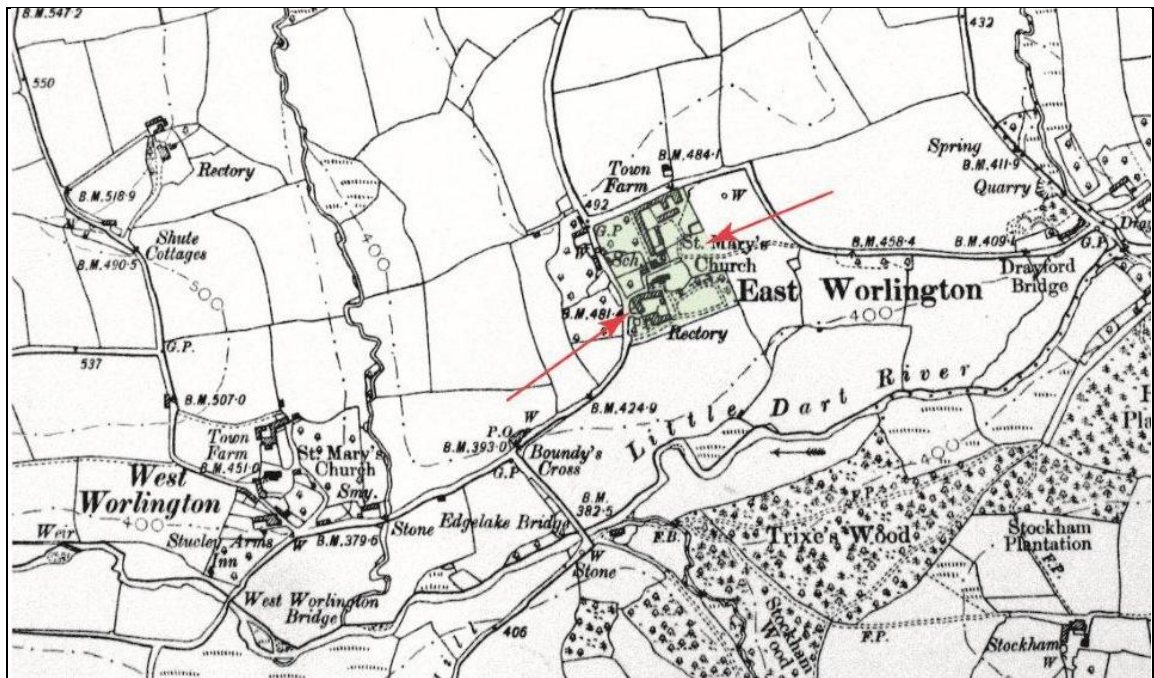 B.M.547.2
432
550
Spring
B.M.411.9
Quarry
B.M.484.1
Town
Farm
W
Rectory
B.M.518.9
492
G.P
Sch
St. Mary's
Church
B.M.458.4
B.M.409.1
G.P.
Drayford
Bridge
Shute
Cottages
B.M.490.5
400
500
East Worlington
400
B.M.481.4
Rectory
G.P.
537
B.M.507.0
B.M.424.9
Little Dart River
W
P.O.
B.M.393.0
Boundy's
Cross
G.P
Town
Farm
B.M.451.0
St. Mary's
Church
Smy.
West
Worlington
400
400
B.M.
382.5
F.P.
Stone
Edgelake Bridge
Weir
Stucley Arms
Inn
W
B.M.379.6
F.B.
Trixe's Wood
Stockham
Plantation
F.P
W
Stone
West Worlington
Bridge
Stockham
Wood
406
F.P.
Stockham
W